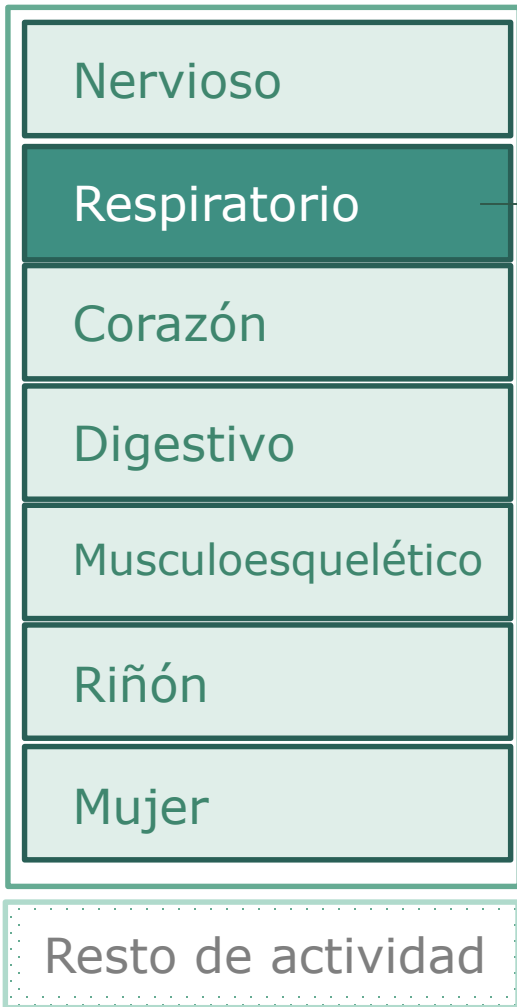 Nervioso
Respiratorio
Corazón
Digestivo
Musculoesquelético
Riñón
Mujer
Resto de actividad